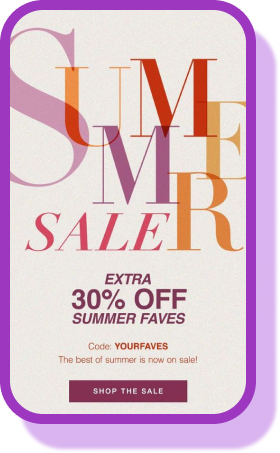 SUMMER
SALE
EXTRA
30% OFF
SUMMER FAVES
Code: YOURFAVES
The best of summer is now on sale!
SHOP THE SALE